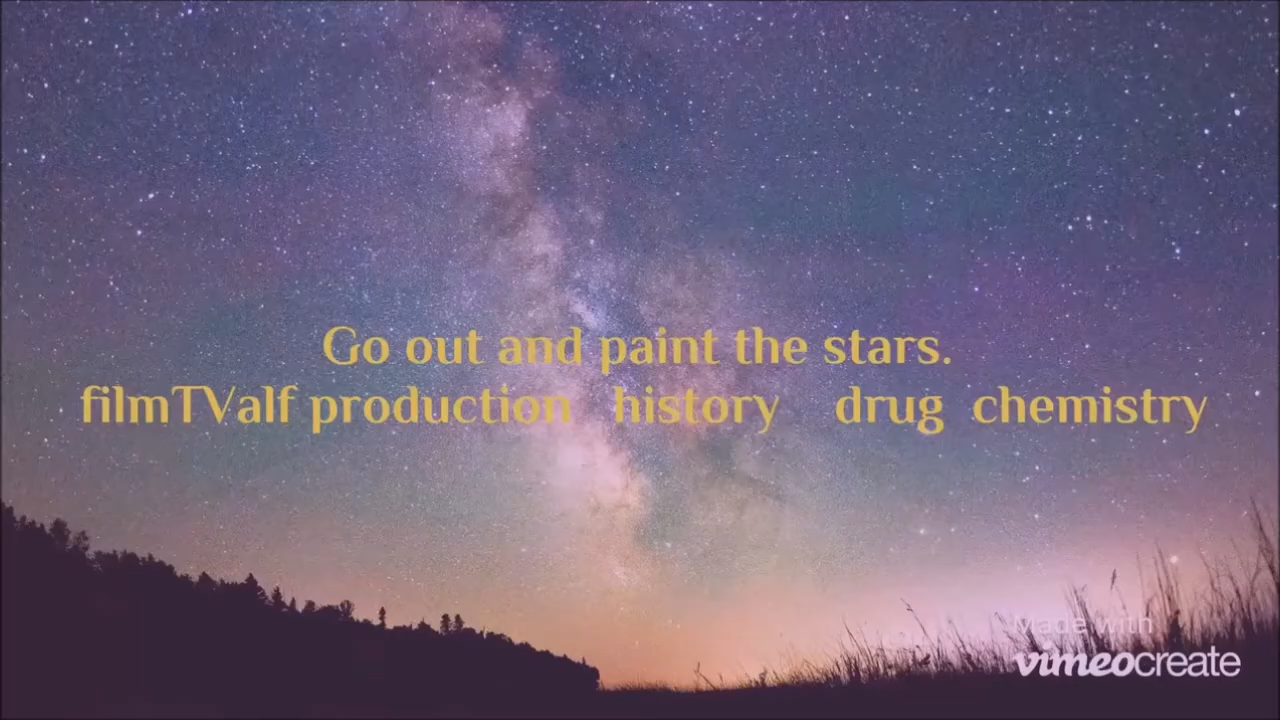 Go out and paint the stars.
filmTValf production history drug chemistry
Made with
vimeocreate